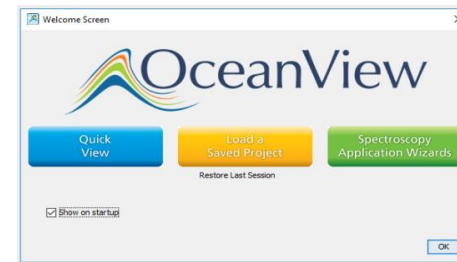 Welcome Screen
OceanView
Quick
View
Load a
Saved Project
Spectroscopy
Application Wizards
Restore Last Session
Show on startup
OK